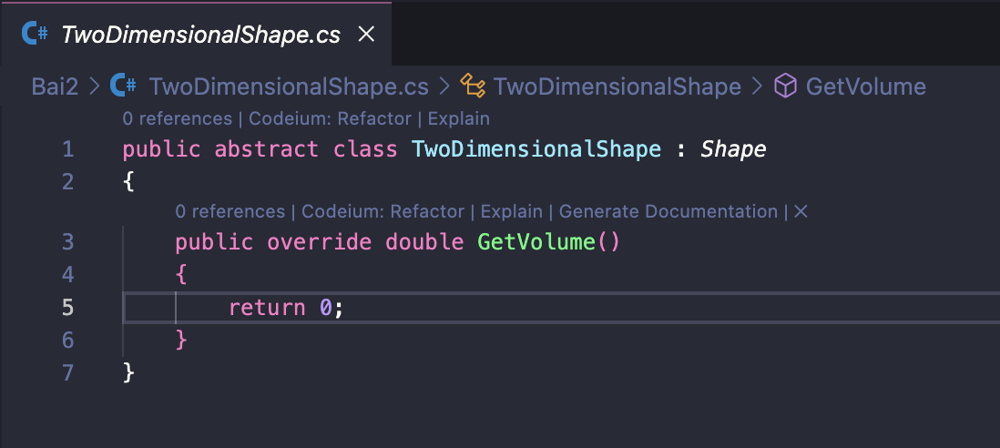 C# TwoDimensionalShape.cs ×
Bai2 > C# TwoDimensionalShape.cs > TwoDimensionalShape > GetVolume
0 references | Codeium: Refactor | Explain
1 public abstract class TwoDimensionalShape : Shape
2 {
0 references | Codeium: Refactor | Explain | Generate Documentation | ×
3 public override double GetVolume()
4 {
5 return 0;
6 }
7 }